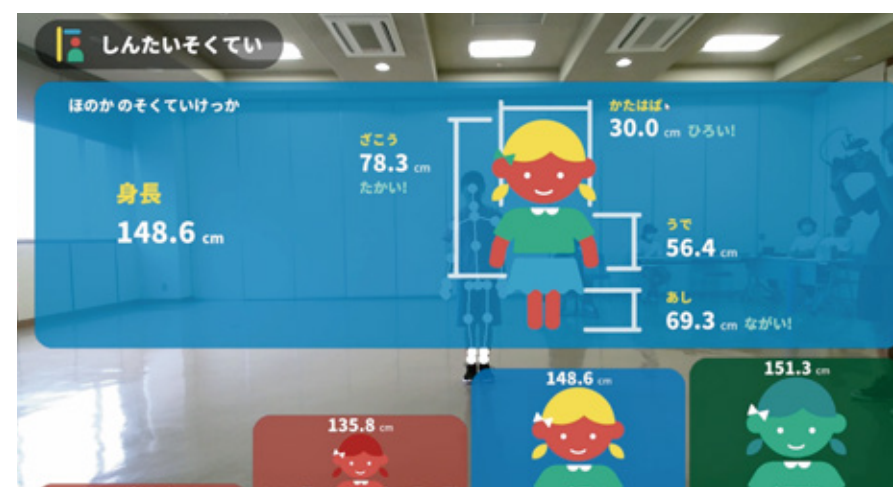 しんたいそくてい
ほのか のそくていけっか
身長
148.6 cm
ざこう
78.3 cm
たかい!
かたはば
30.0 cm ひろい!
うで
56.4 cm
あし
69.3 cm ながい!
135.8 cm
148.6 cm
151.3 cm